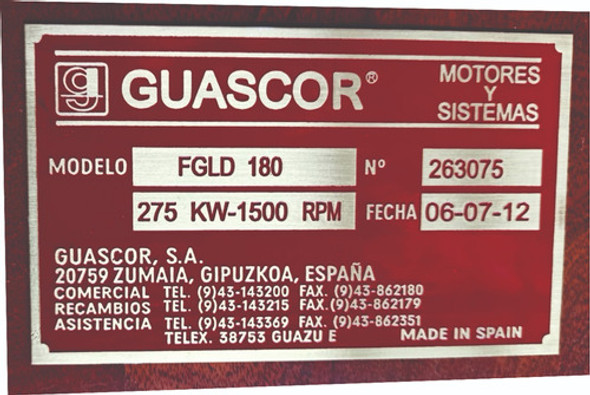 g GUASCOR® MOTORES
Y
SISTEMAS
MODELO FGLD 180 Nº 263075
275 KW-1500 RPM FECHA 06-07-12
GUASCOR, S.A.
20759 ZUMAIA, GIPUZKOA, ESPAÑA
COMERCIAL TEL. (9)43-143200 FAX. (9)43-862180
RECAMBIOS TEL. (9)43-143215 FAX. (9)43-862179
ASISTENCIA TEL. (9)43-143369 FAX. (9)43-862351
TELEX. 38753 GUAZU E MADE IN SPAIN